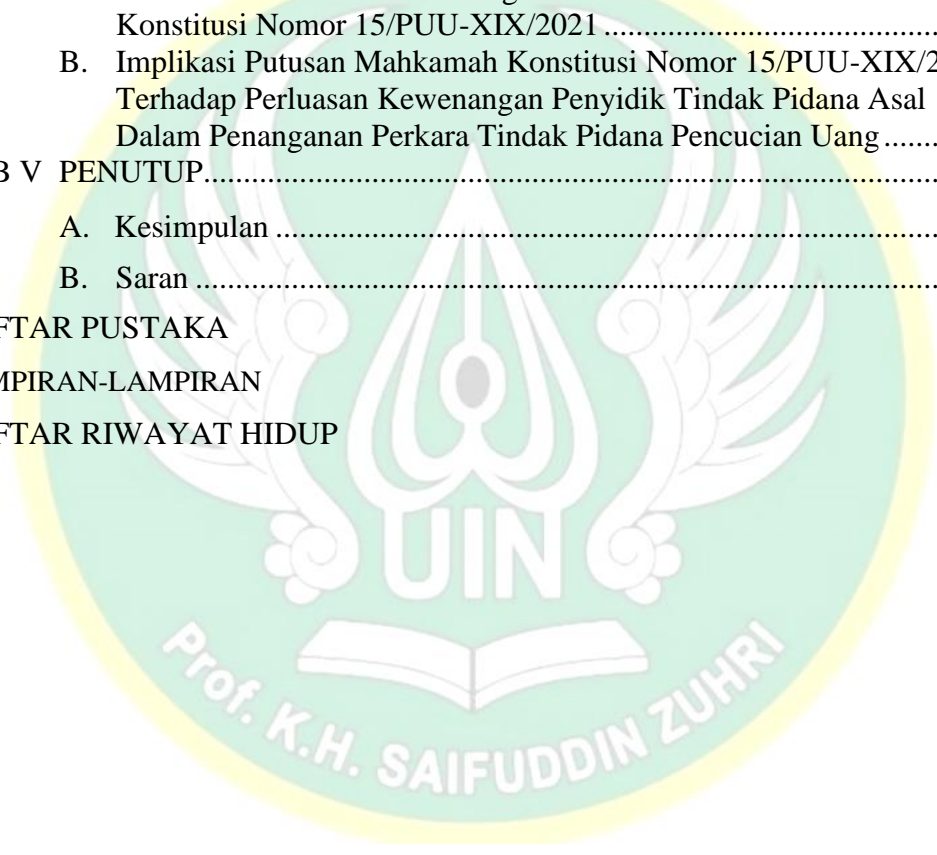 Konstitusi Nomor 15/PUU-XIX/2021 ..........................................
B. Implikasi Putusan Mahkamah Konstitusi Nomor 15/PUU-XIX/2
Terhadap Perluasan Kewenangan Penyidik Tindak Pidana Asal
Dalam Penanganan Perkara Tindak Pidana Pencucian Uang .......
B V PENUTUP............................................................................................
A. Kesimpulan ...................................................................................
B. Saran .............................................................................................
FTAR PUSTAKA
MPIRAN-LAMPIRAN
FTAR RIWAYAT HIDUP
UIN
Prof. K.H. SAIFUDDIN ZUHRI